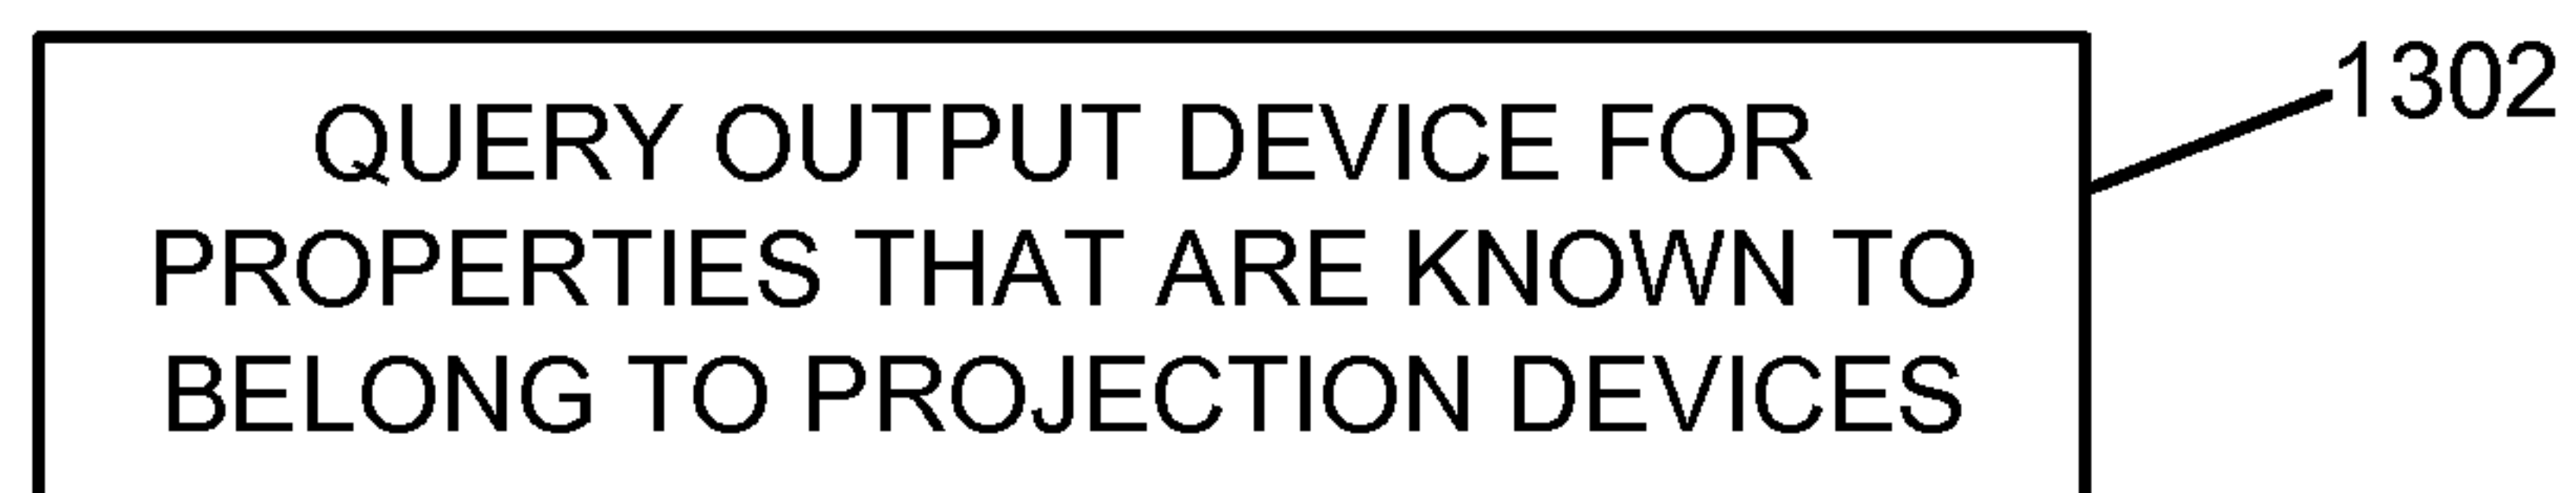 1302
QUERY OUTPUT DEVICE FOR
PROPERTIES THAT ARE KNOWN TO
BELONG TO PROJECTION DEVICES